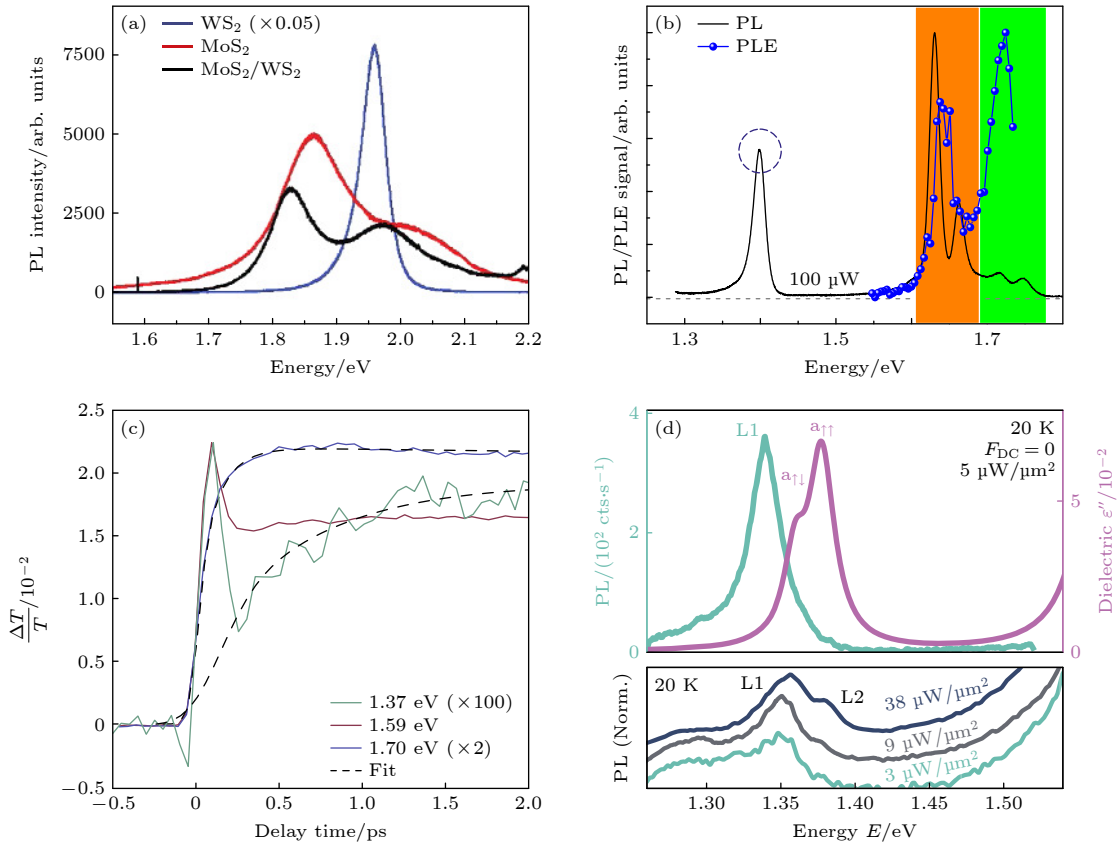 (a)
WS₂ (×0.05)
MoS₂
MoS₂/WS₂
PL intensity/arb. units
7500
5000
2500
0
1.6 1.7 1.8 1.9 2.0 2.1 2.2
Energy/eV
(b)
PL
PLE
PL/PLE signal/arb. units
100 μW
1.3 1.5 1.7
Energy/eV
(c)
ΔT/T/10⁻²
2.5
2.0
1.5
1.0
0.5
0
−0.5
1.37 eV (×100)
1.59 eV
1.70 eV (×2)
Fit
−0.5 0 0.5 1.0 1.5 2.0
Delay time/ps
(d)
L1
a↑↓
a↑↑
20 K
F_DC = 0
5 μW/μm²
PL/(10² cts·s⁻¹)
4
2
0
Dielectric ε″/10⁻²
5
0
20 K
L1
L2
38 μW/μm²
9 μW/μm²
3 μW/μm²
PL (Norm.)
1.30 1.35 1.40 1.45 1.50
Energy E/eV